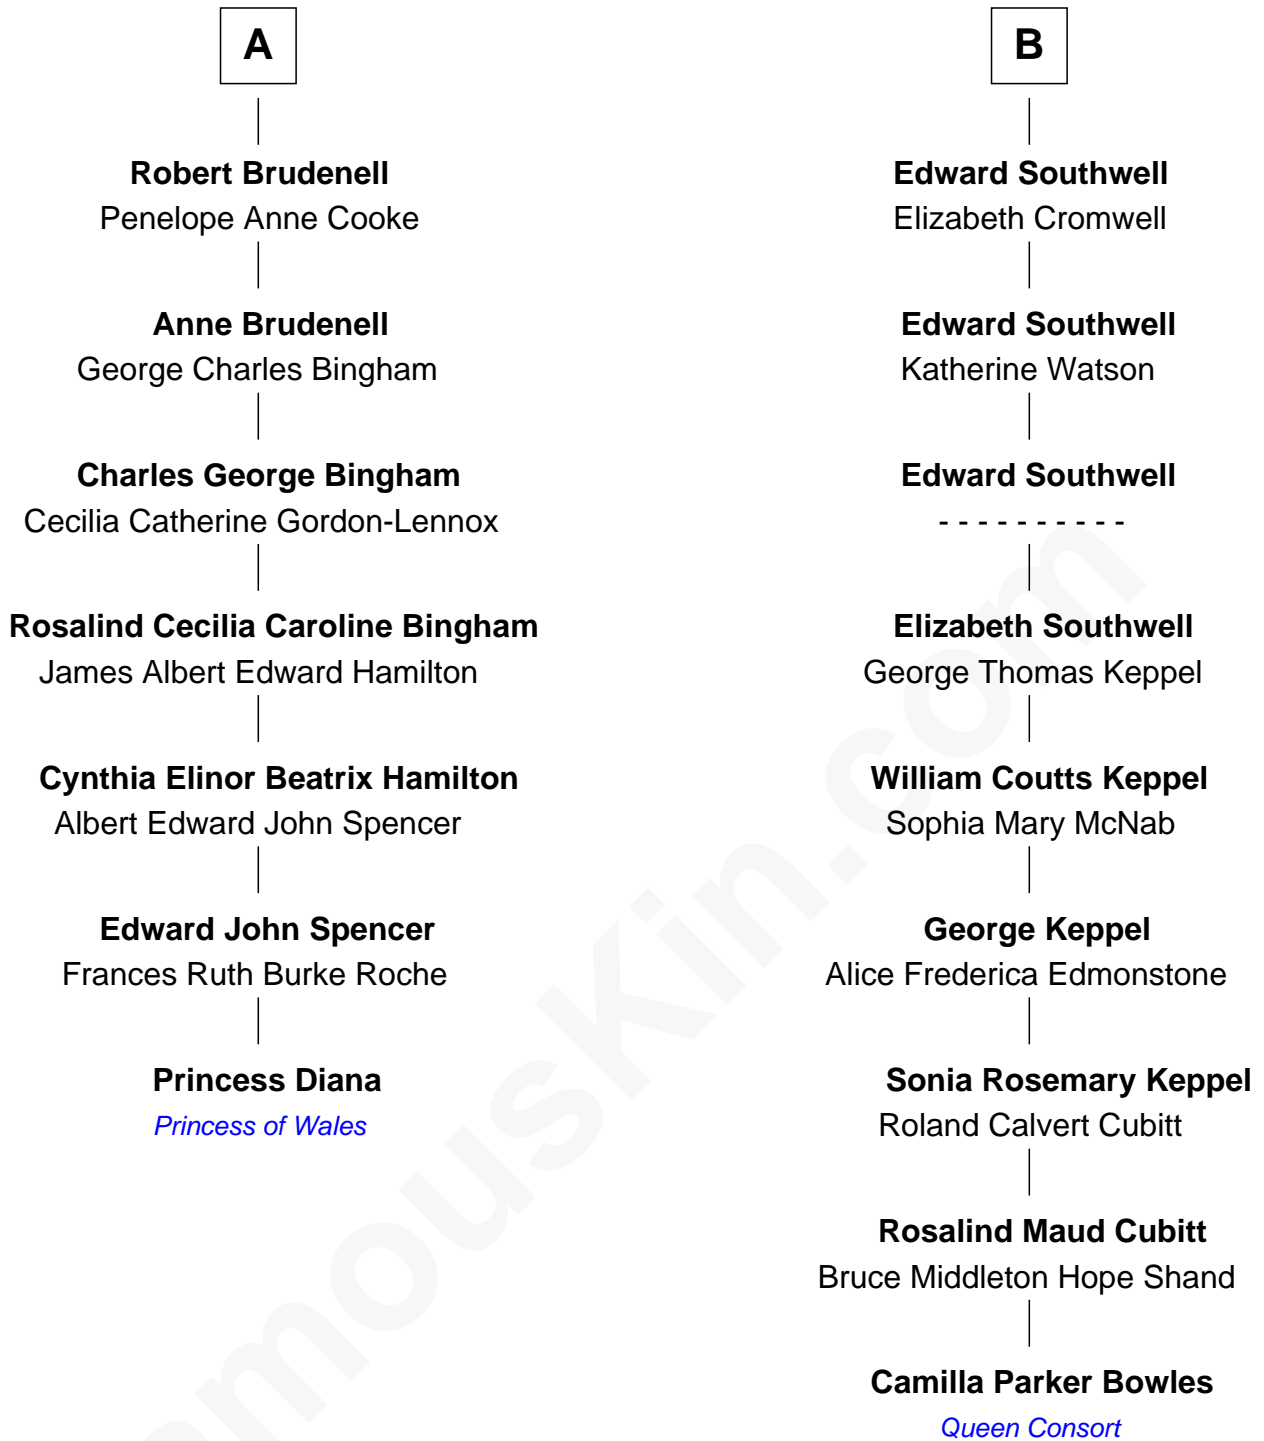 A
Robert Brudenell
Penelope Anne Cooke
Anne Brudenell
George Charles Bingham
Charles George Bingham
Cecilia Catherine Gordon-Lennox
Rosalind Cecilia Caroline Bingham
James Albert Edward Hamilton
Cynthia Elinor Beatrix Hamilton
Albert Edward John Spencer
Edward John Spencer
Frances Ruth Burke Roche
Princess Diana
Princess of Wales
B
Edward Southwell
Elizabeth Cromwell
Edward Southwell
Katherine Watson
Edward Southwell
- - - - - - - - - -
Elizabeth Southwell
George Thomas Keppel
William Coutts Keppel
Sophia Mary McNab
George Keppel
Alice Frederica Edmonstone
Sonia Rosemary Keppel
Roland Calvert Cubitt
Rosalind Maud Cubitt
Bruce Middleton Hope Shand
Camilla Parker Bowles
Queen Consort
amouskin.com